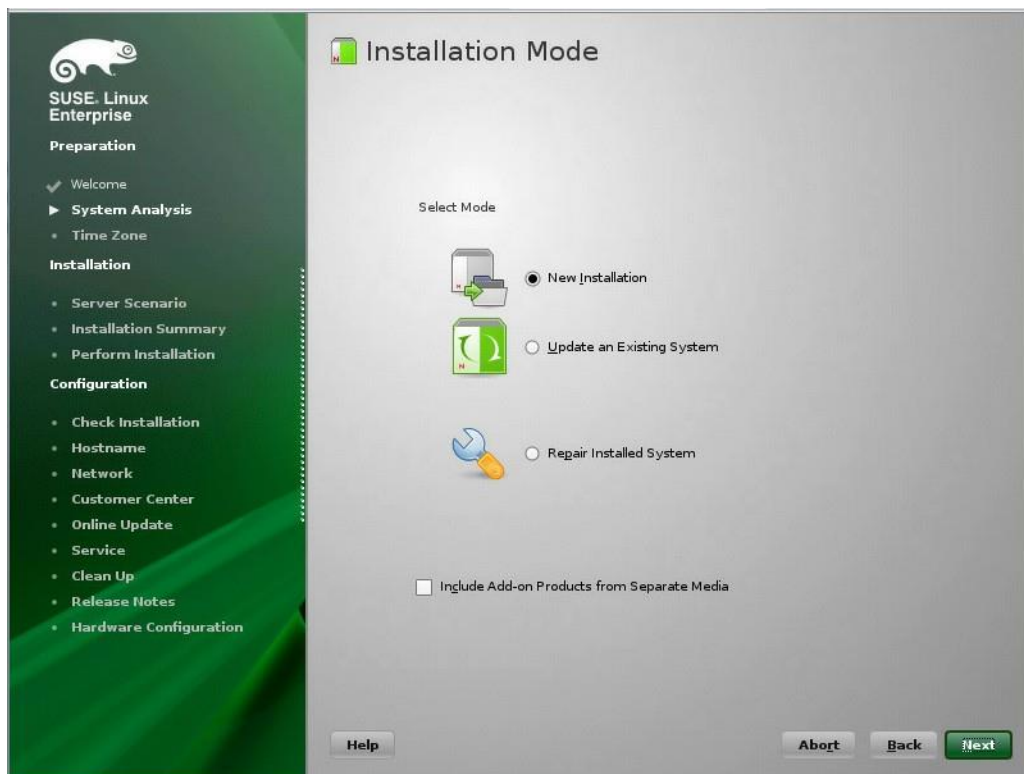 SUSE. Linux
Enterprise
Preparation
Welcome
System Analysis
Time Zone
Installation
Server Scenario
Installation Summary
Perform Installation
Configuration
Check Installation
Hostname
Network
Customer Center
Online Update
Service
Clean Up
Release Notes
Hardware Configuration
Installation Mode
Select Mode
New Installation
Update an Existing System
Repair Installed System
Include Add-on Products from Separate Media
Help
Abort
Back
Next